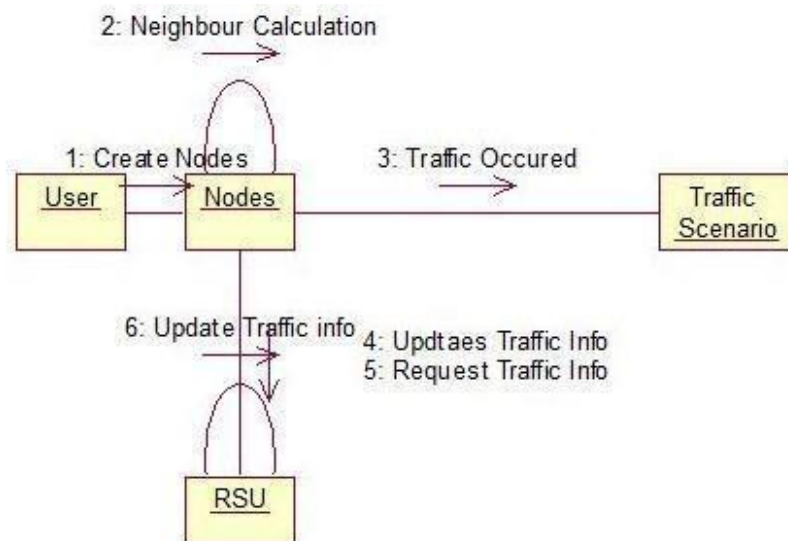 2: Neighbour Calculation
1: Create Nodes
3: Traffic Occured
User
Nodes
Traffic
Scenario
6: Update Traffic info
4: Updtaes Traffic Info
5: Request Traffic Info
RSU